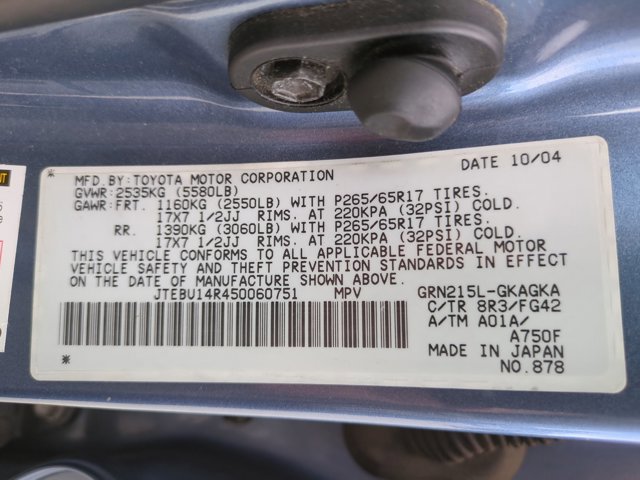 DATE 10/04
MFD.BY:TOYOTA MOTOR CORPORATION
GVWR:2535KG (5580LB)
GAWR:FRT. 1160KG (2550LB) WITH P265/65R17 TIRES.
17X7 1/2JJ RIMS. AT 220KPA (32PSI) COLD.
RR. 1390KG (3060LB) WITH P265/65R17 TIRES.
17X7 1/2JJ RIMS. AT 220KPA (32PSI) COLD.
THIS VEHICLE CONFORMS TO ALL APPLICABLE FEDERAL MOTOR
VEHICLE SAFETY AND THEFT PREVENTION STANDARDS IN EFFECT
ON THE DATE OF MANUFACTURE SHOWN ABOVE.
JTEBU14R450060751 MPV GRN215L-GKAGKA
C/TR 8R3/FG42
A/TM A01A/
A750F
MADE IN JAPAN
NO.878